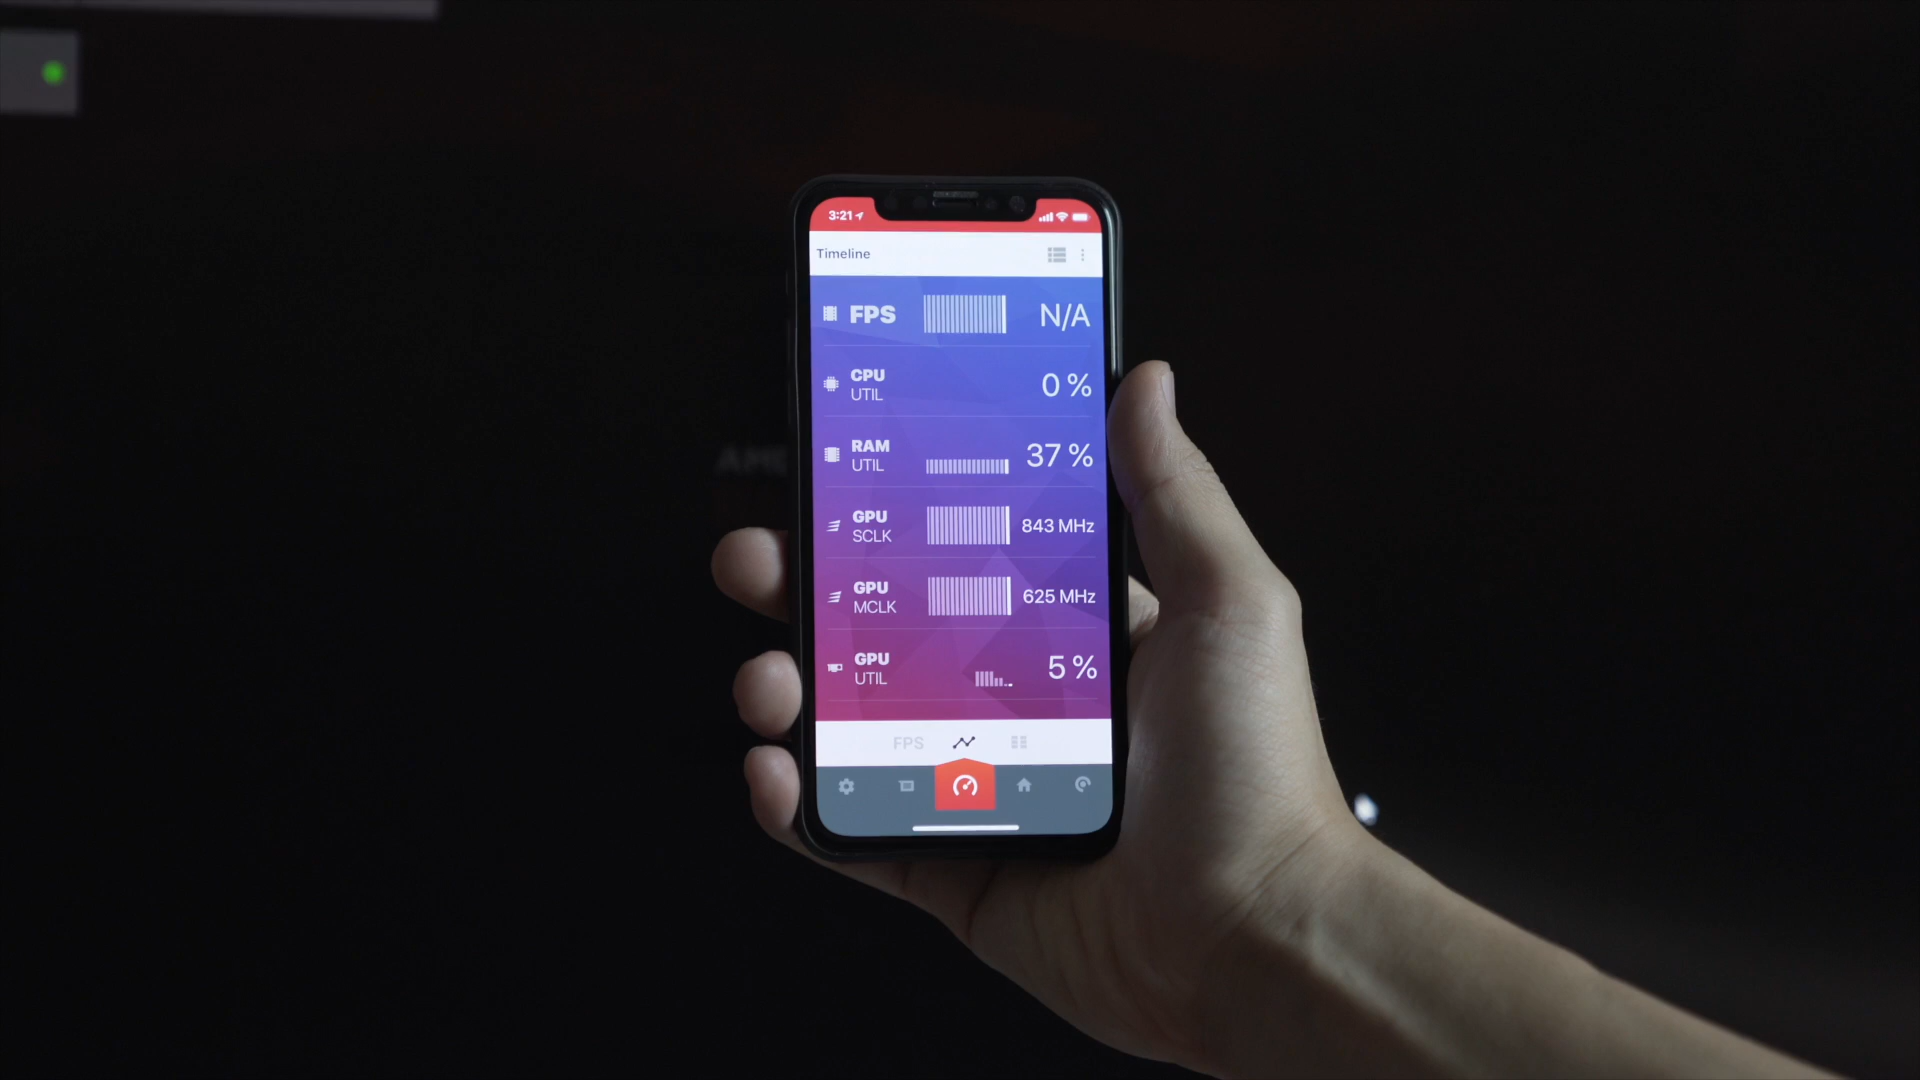 3:21
Timeline
FPS N/A
CPU
UTIL
0 %
RAM
UTIL
37 %
GPU
SCLK
843 MHz
GPU
MCLK
625 MHz
GPU
UTIL
5 %
FPS